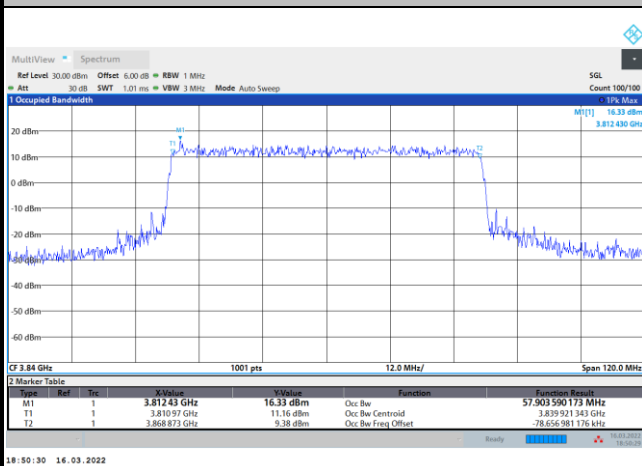 MultiView Spectrum
Ref Level 30.00 dBm Offset 6.00 dB RBW 1 MHz SGL
Att 30 dB SWT 1.01 ms VBW 3 MHz Mode Auto Sweep Count 100/100
1 Occupied Bandwidth 1Pk Max
M1[1] 16.33 dBm
3.812 430 GHz
20 dBm
M1
T1 T2
10 dBm
0 dBm
-10 dBm
-20 dBm
-30 dBm
-40 dBm
-50 dBm
-60 dBm
CF 3.84 GHz 1001 pts 12.0 MHz/ Span 120.0 MHz
2 Marker Table
Type Ref Trc X-Value Y-Value Function Function Result
M1 1 3.812 43 GHz 16.33 dBm Occ Bw 57.903 590 173 MHz
T1 1 3.810 97 GHz 11.16 dBm Occ Bw Centroid 3.839 921 343 GHz
T2 1 3.868 873 GHz 9.38 dBm Occ Bw Freq Offset -78.656 981 176 kHz
Ready 16.03.2022
18:50:29
18:50:30 16.03.2022